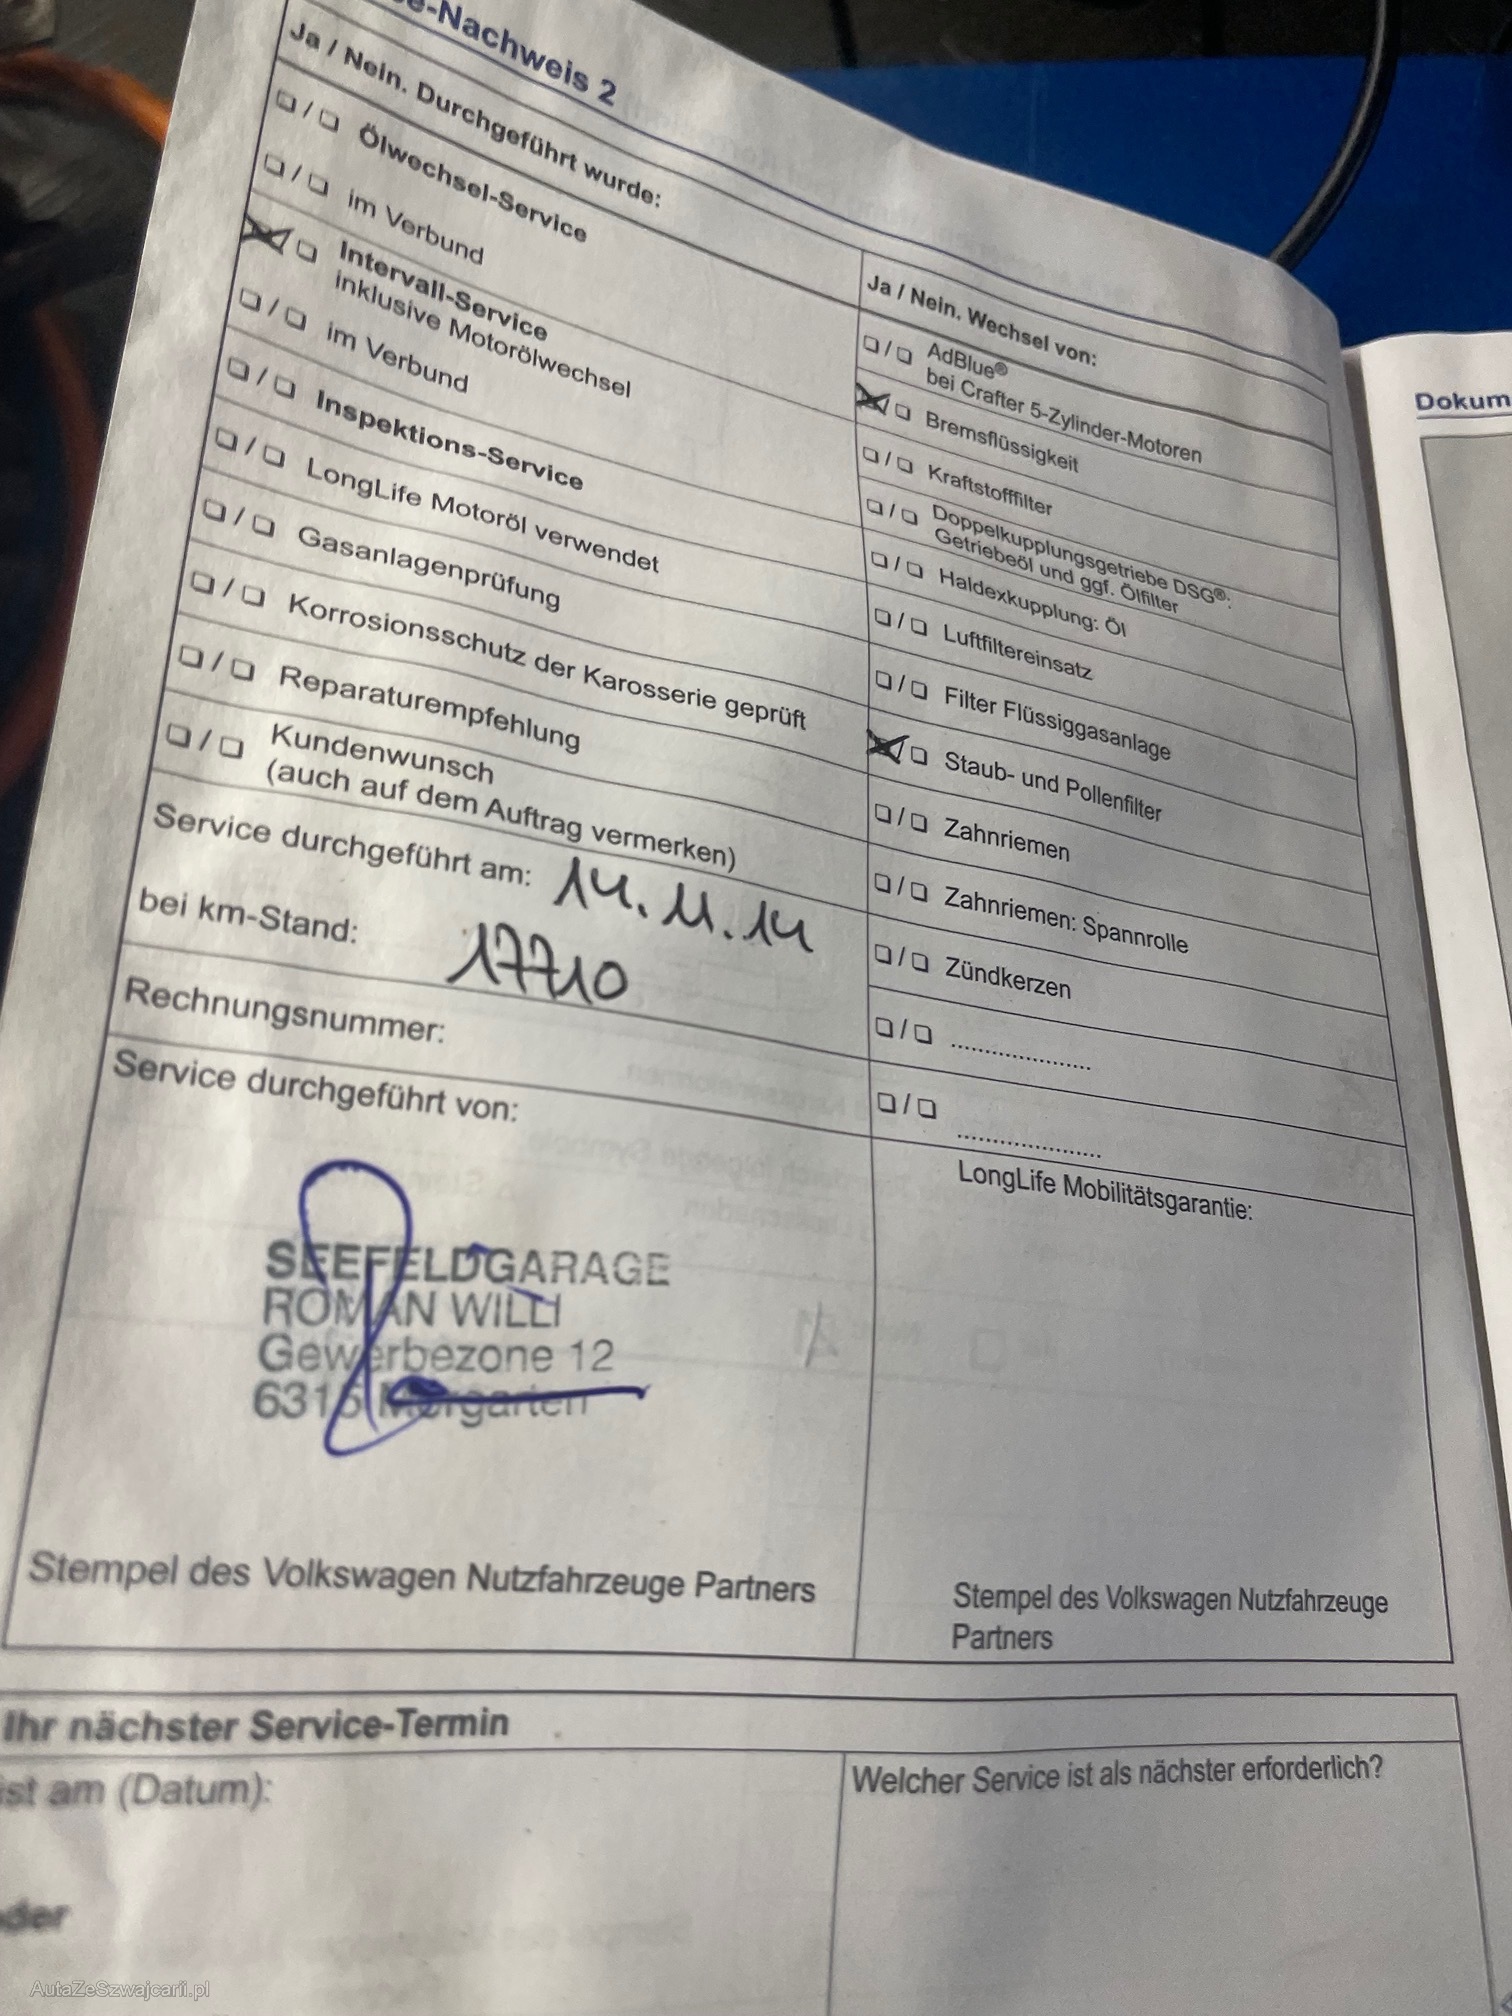 -Nachweis 2
Ja / Nein. Durchgeführt wurde:
❑ / ❑ Ölwechsel-Service
❑ / ❑ im Verbund
☒ ❑ Intervall-Service
inklusive Motorölwechsel
❑ / ❑ im Verbund
❑ / ❑ Inspektions-Service
❑ / ❑ LongLife Motoröl verwendet
❑ / ❑ Gasanlagenprüfung
❑ / ❑ Korrosionsschutz der Karosserie geprüft
❑ / ❑ Reparaturempfehlung
❑ / ❑ Kundenwunsch
(auch auf dem Auftrag vermerken)
Service durchgeführt am: 14.11.14
bei km-Stand: 17710
Rechnungsnummer:
Service durchgeführt von:
SEEFELDGARAGE
ROMAN WILLI
Gewerbezone 12
6315 Morgarten
Stempel des Volkswagen Nutzfahrzeuge Partners
Ja / Nein. Wechsel von:
❑ / ❑ AdBlue®
bei Crafter 5-Zylinder-Motoren
☒ ❑ Bremsflüssigkeit
❑ / ❑ Kraftstofffilter
❑ / ❑ Doppelkupplungsgetriebe DSG®:
Getriebeöl und ggf. Ölfilter
❑ / ❑ Haldexkupplung: Öl
❑ / ❑ Luftfiltereinsatz
❑ / ❑ Filter Flüssiggasanlage
☒ ❑ Staub- und Pollenfilter
❑ / ❑ Zahnriemen
❑ / ❑ Zahnriemen: Spannrolle
❑ / ❑ Zündkerzen
❑ / ❑ ....................
❑ / ❑ ....................
LongLife Mobilitätsgarantie:
Stempel des Volkswagen Nutzfahrzeuge
Partners
Ihr nächster Service-Termin
ist am (Datum):
der
Welcher Service ist als nächster erforderlich?
Dokum
AutaZeSzwajcarii.pl